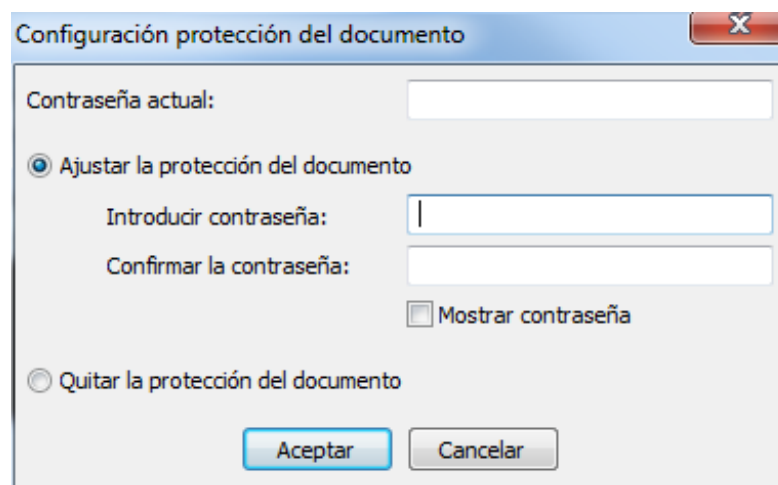 Configuración protección del documento
Contraseña actual:
Ajustar la protección del documento
Introducir contraseña:
Confirmar la contraseña:
Mostrar contraseña
Quitar la protección del documento
Aceptar Cancelar